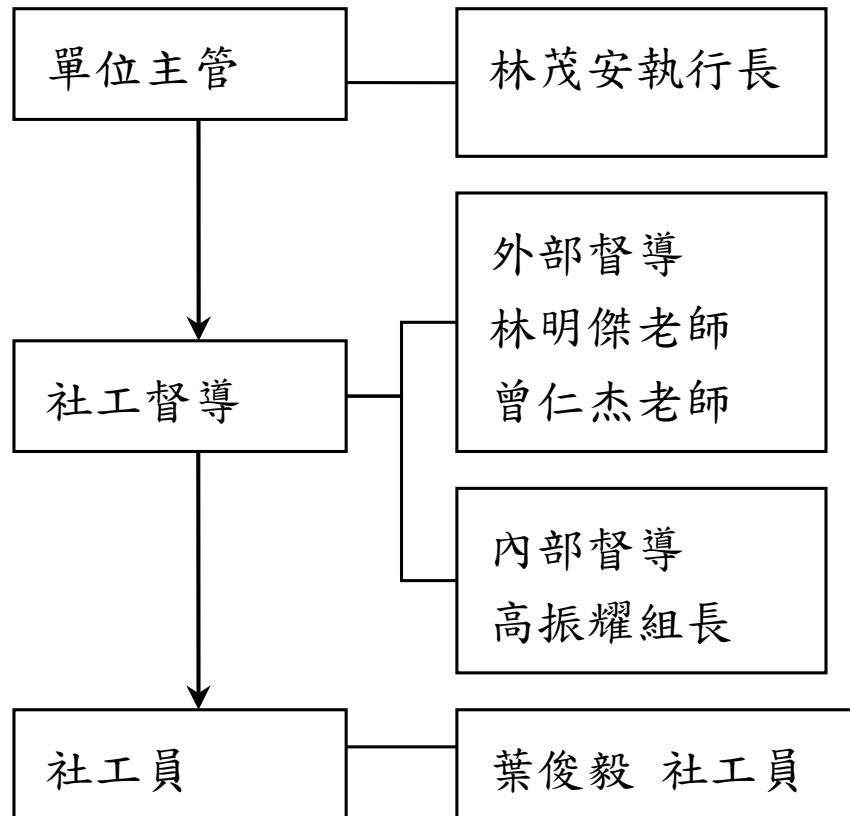 單位主管
林茂安執行長
社工督導
外部督導
林明傑老師
曾仁杰老師
內部督導
高振耀組長
社工員
葉俊毅 社工員